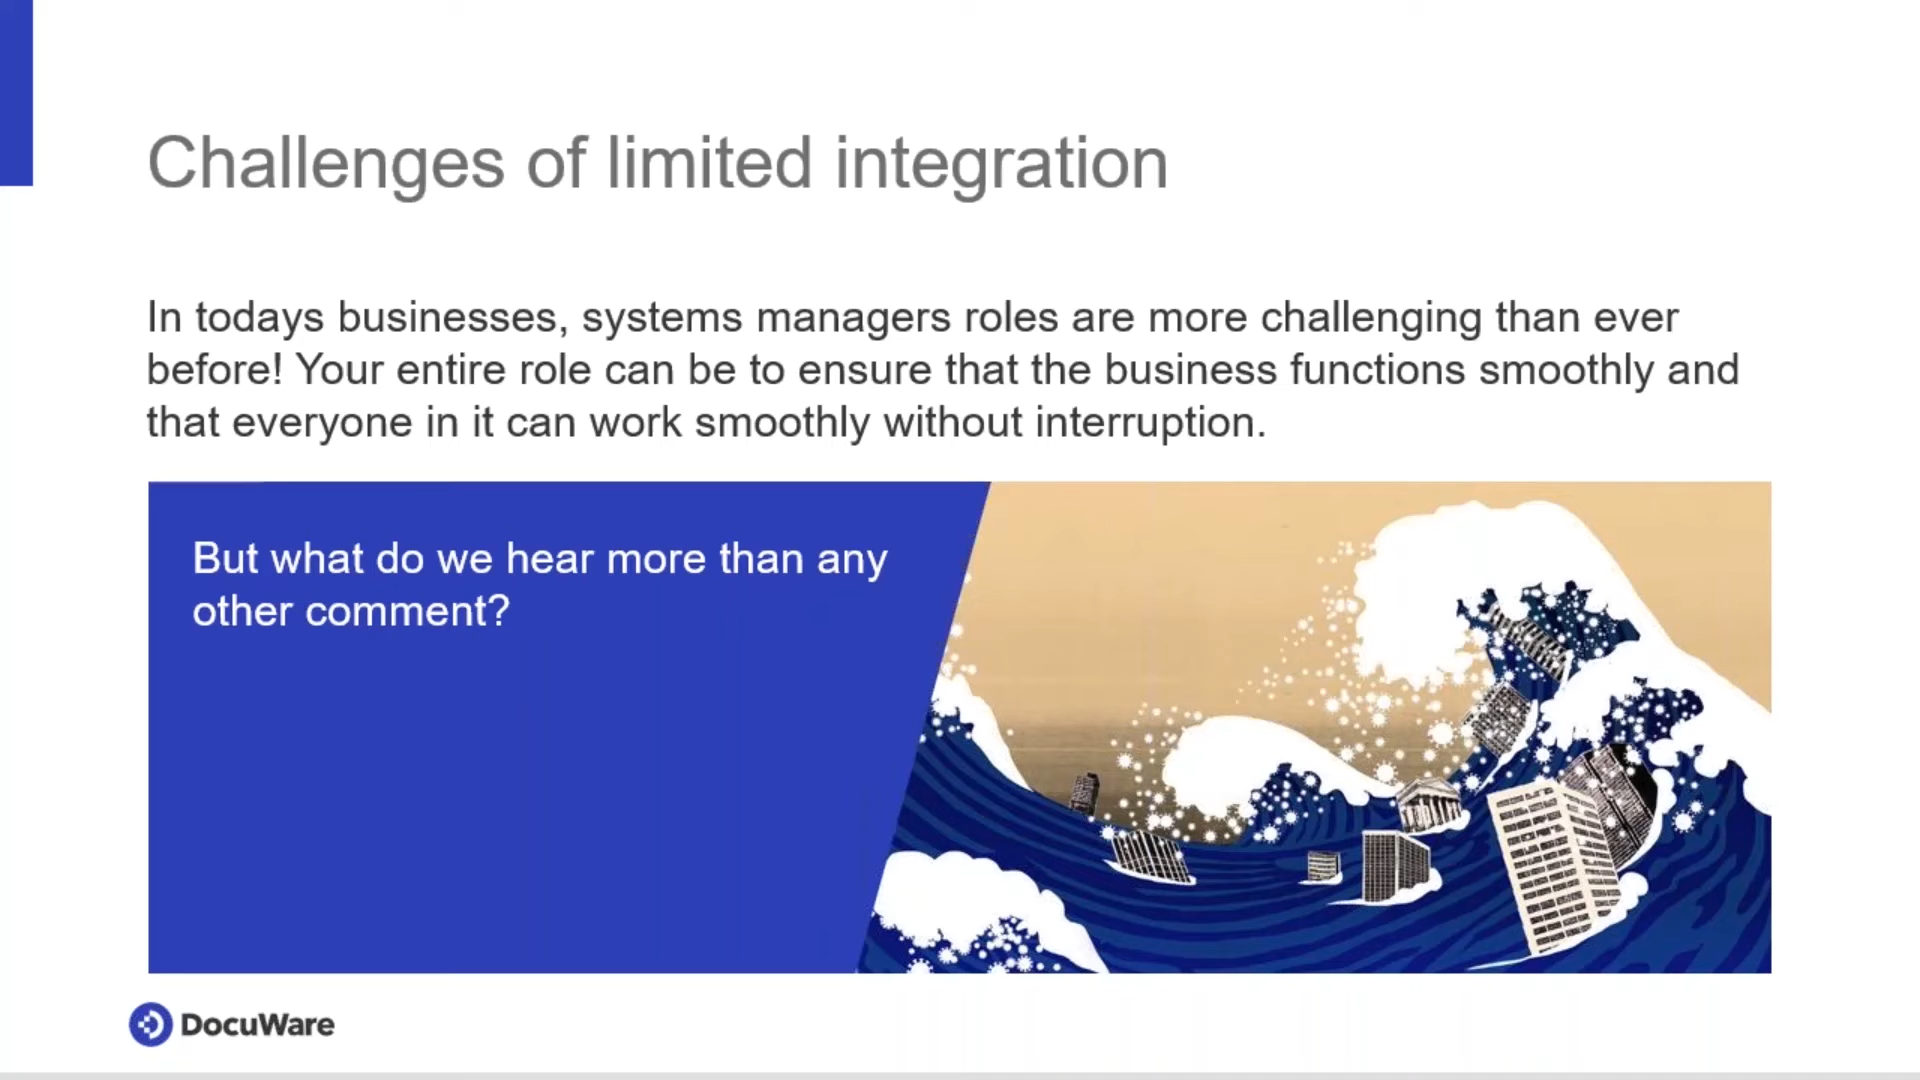 Challenges of limited integration
In todays businesses, systems managers roles are more challenging than ever
before! Your entire role can be to ensure that the business functions smoothly and
that everyone in it can work smoothly without interruption.
But what do we hear more than any
other comment?
DocuWare